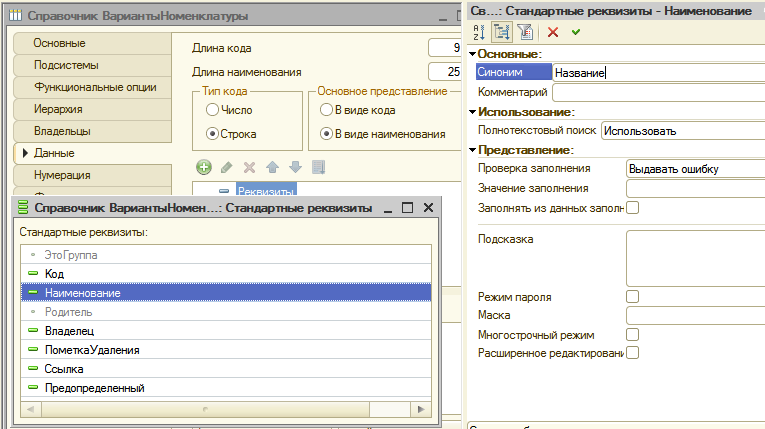 Справочник ВариантыНоменклатуры
Основные
Подсистемы
Функциональные опции
Иерархия
Владельцы
Данные
Нумерация
Длина кода 9
Длина наименования 25
Тип кода
Число
Строка
Основное представление
В виде кода
В виде наименования
Реквизиты
Справочник ВариантыНомен...: Стандартные реквизиты
Стандартные реквизиты:
ЭтоГруппа
Код
Наименование
Родитель
Владелец
ПометкаУдаления
Ссылка
Предопределенный
Св...: Стандартные реквизиты - Наименование
Основные:
Синоним Название
Комментарий
Использование:
Полнотекстовый поиск Использовать
Представление:
Проверка заполнения Выдавать ошибку
Значение заполнения
Заполнять из данных заполн
Подсказка
Режим пароля
Маска
Многострочный режим
Расширенное редактировани